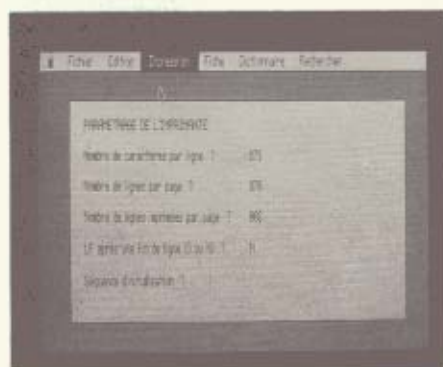 Fichier Edition Impression Fiche Dictionnaire Rechercher
PARAMETRAGE DE L'IMPRIMANTE
Nombre de caractères par ligne ?
Nombre de lignes par page ?
Nombre de lignes imprimées par page ?
LF après une fin de ligne (O ou N) ? N
Séquence d'initialisation ?